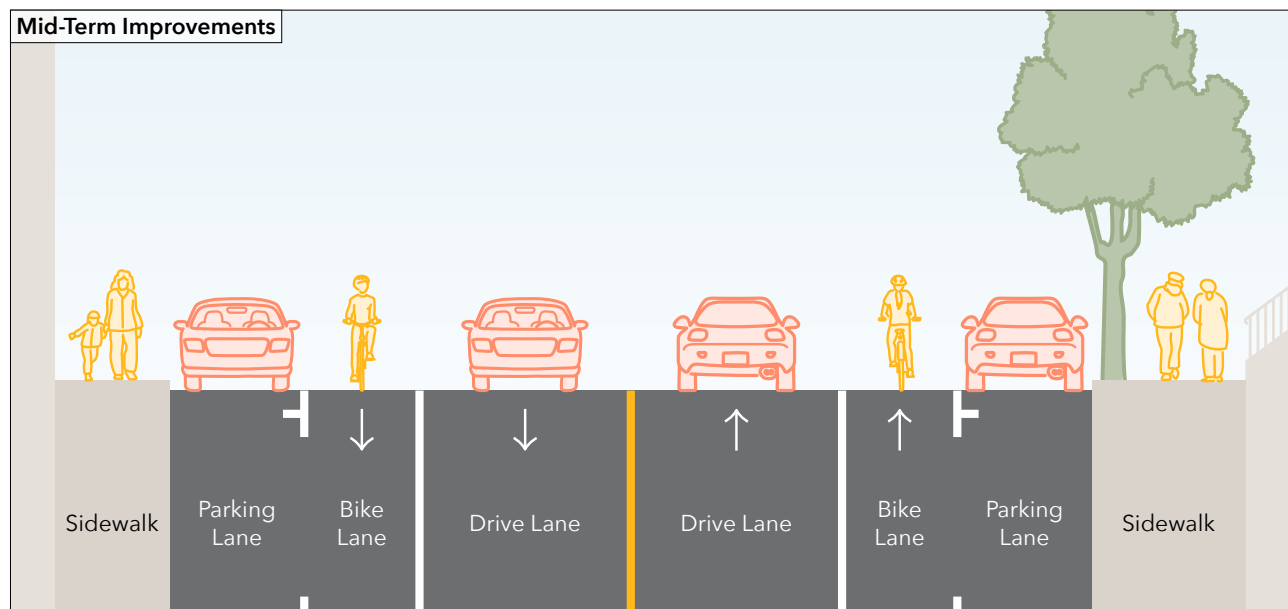 Mid-Term Improvements
Sidewalk
Parking
Lane
Bike
Lane
Drive Lane
Drive Lane
Bike
Lane
Parking
Lane
Sidewalk